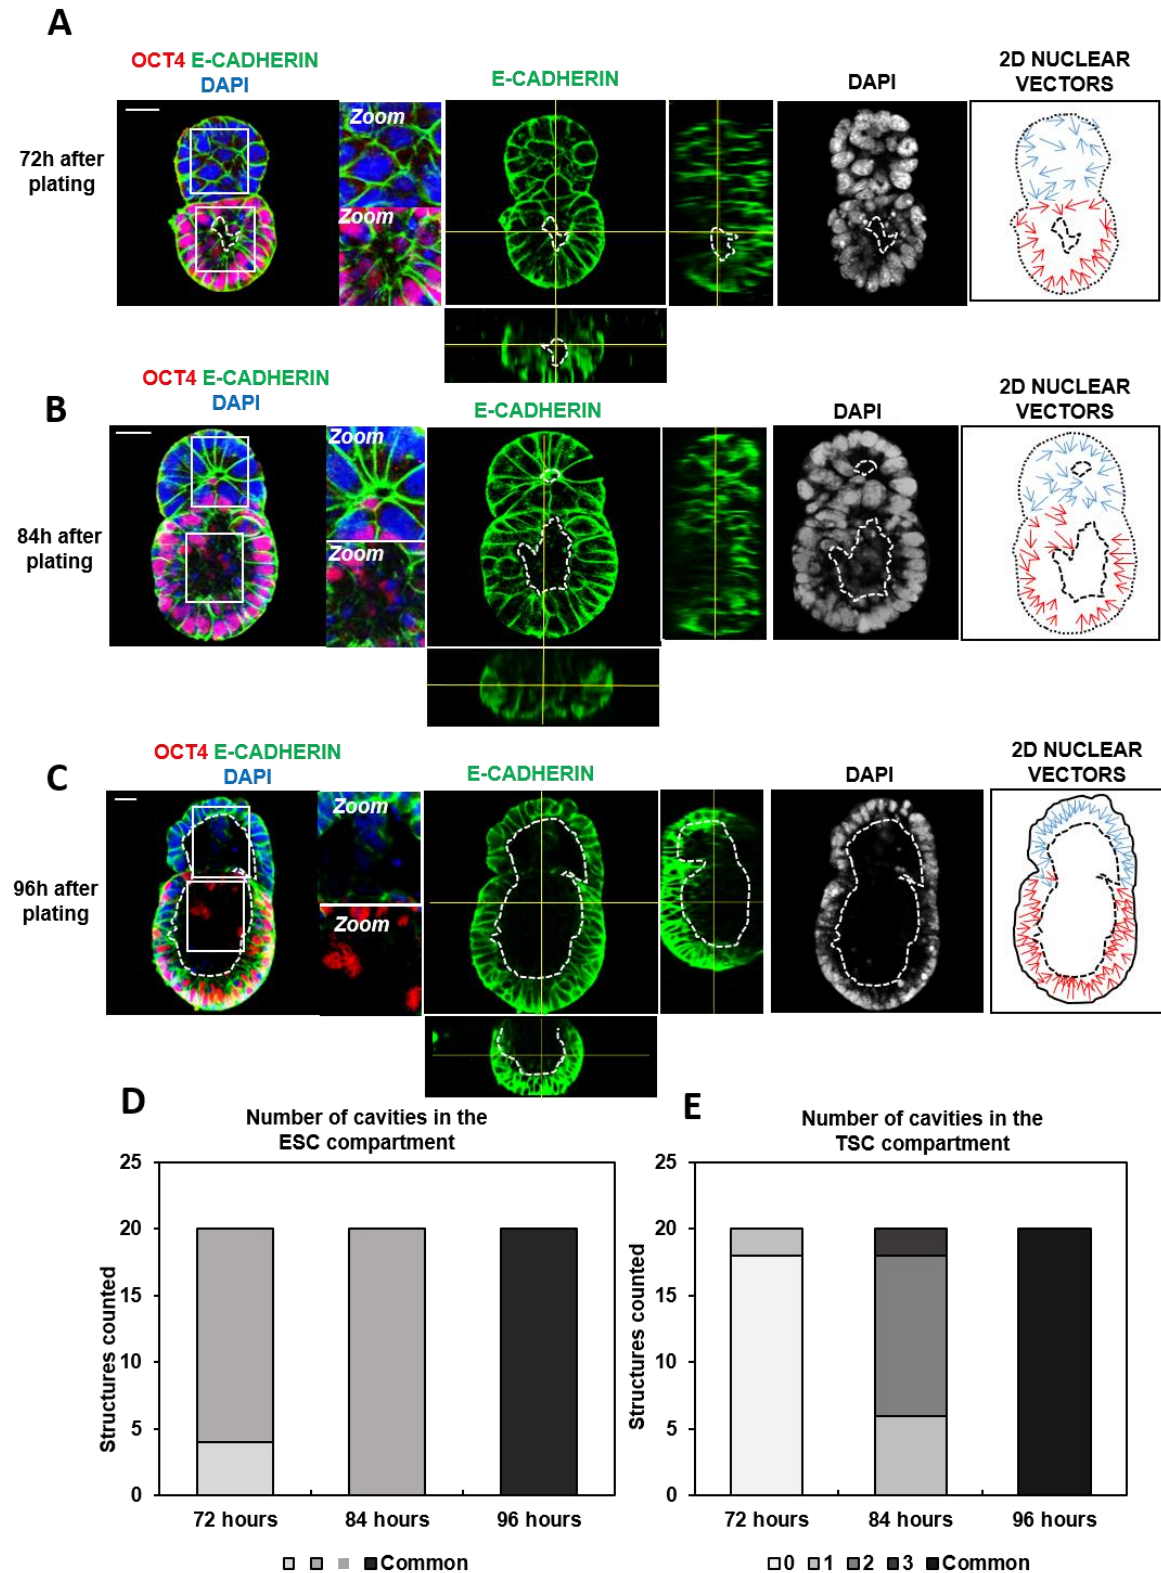 A
OCT4 E-CADHERIN
DAPI
E-CADHERIN
DAPI
2D NUCLEAR
VECTORS
72h after
plating
Zoom
Zoom
B
OCT4 E-CADHERIN
DAPI
E-CADHERIN
DAPI
2D NUCLEAR
VECTORS
84h after
plating
Zoom
Zoom
C
OCT4 E-CADHERIN
DAPI
E-CADHERIN
DAPI
2D NUCLEAR
VECTORS
96h after
plating
Zoom
Zoom
D
Number of cavities in the
ESC compartment
Structures counted
25
20
15
10
5
0
72 hours
84 hours
96 hours
Common
E
Number of cavities in the
TSC compartment
Structures counted
25
20
15
10
5
0
72 hours
84 hours
96 hours
0 1 2 3 Common